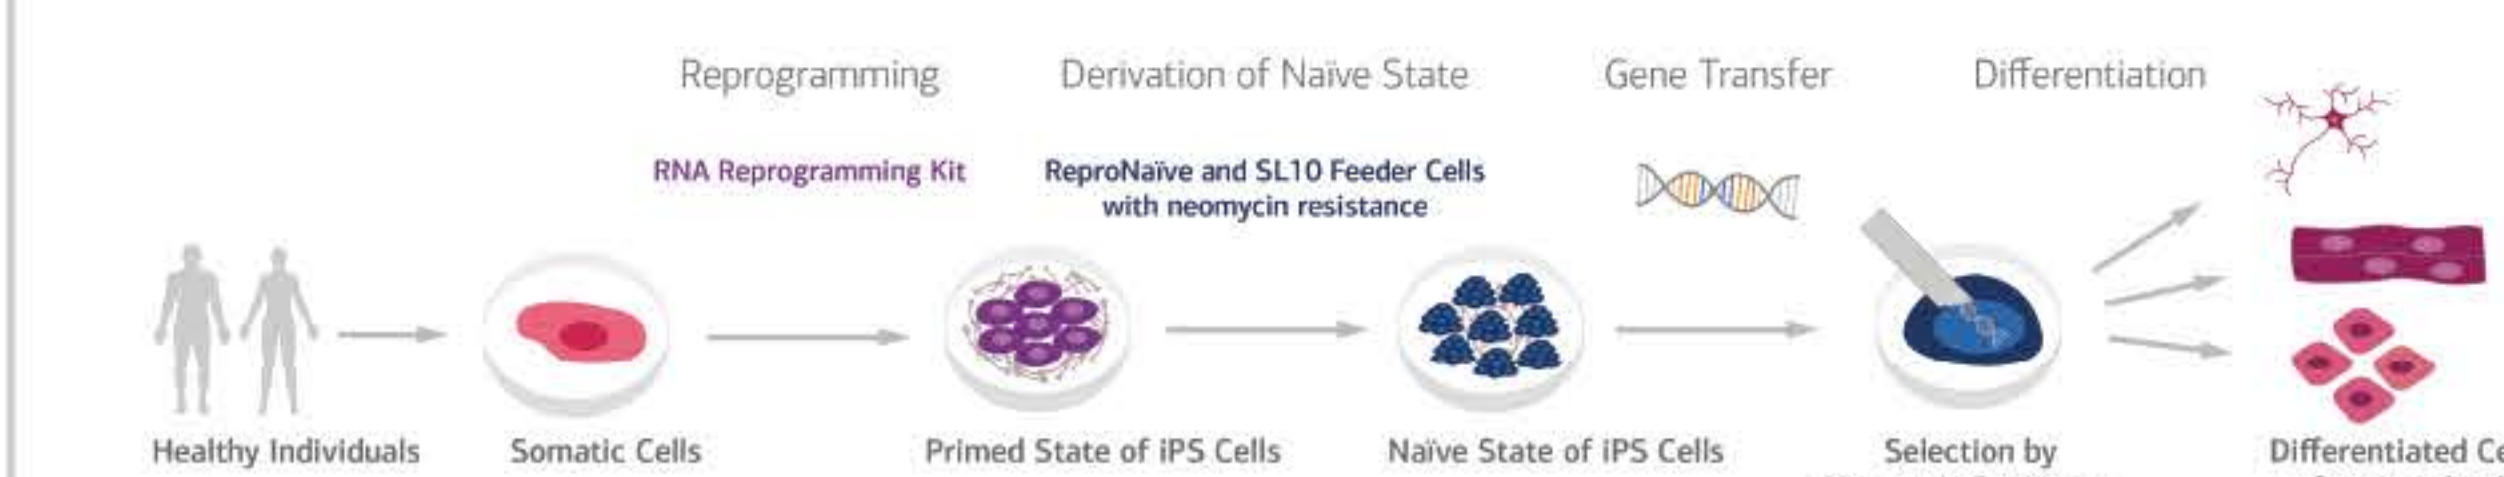 Reprogramming
Derivation of Naïve State
Gene Transfer
Differentiation
RNA Reprogramming Kit
ReproNaïve and SL10 Feeder Cells
with neomycin resistance
Healthy Individuals
Somatic Cells
Primed State of iPS Cells
Naïve State of iPS Cells
Selection by
Differentiated